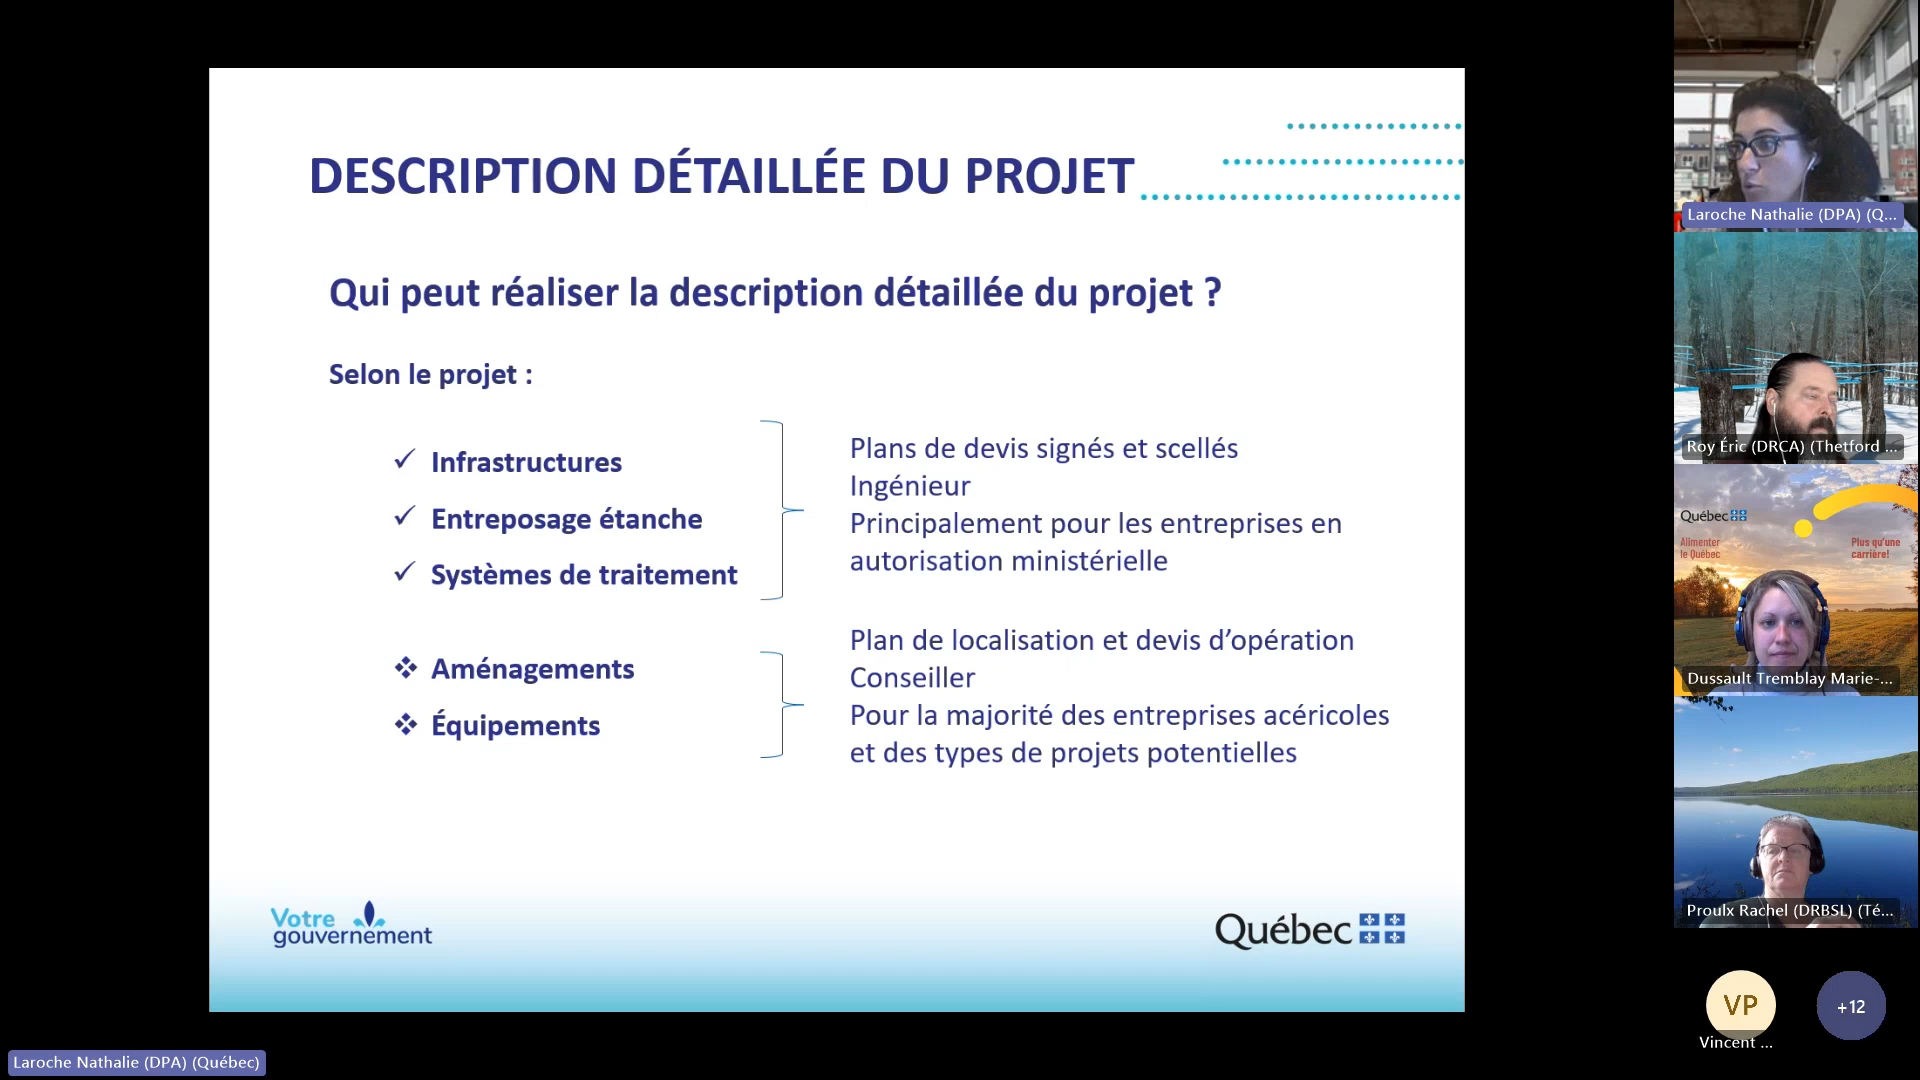 DESCRIPTION DÉTAILLÉE DU PROJET
Qui peut réaliser la description détaillée du projet ?
Selon le projet :
Infrastructures
Entreposage étanche
Systèmes de traitement
Plans de devis signés et scellés
Ingénieur
Principalement pour les entreprises en
autorisation ministérielle
Aménagements
Équipements
Plan de localisation et devis d’opération
Conseiller
Pour la majorité des entreprises acéricoles
et des types de projets potentielles
Votre
gouvernement
Québec
Laroche Nathalie (DPA) (Québec)
Laroche Nathalie (DPA) (Q...
Roy Éric (DRCA) (Thetford ...
Québec
Alimenter
le Québec
Plus qu'une
carrière!
Dussault Tremblay Marie-...
Proulx Rachel (DRBSL) (Té...
VP
Vincent ...
+12